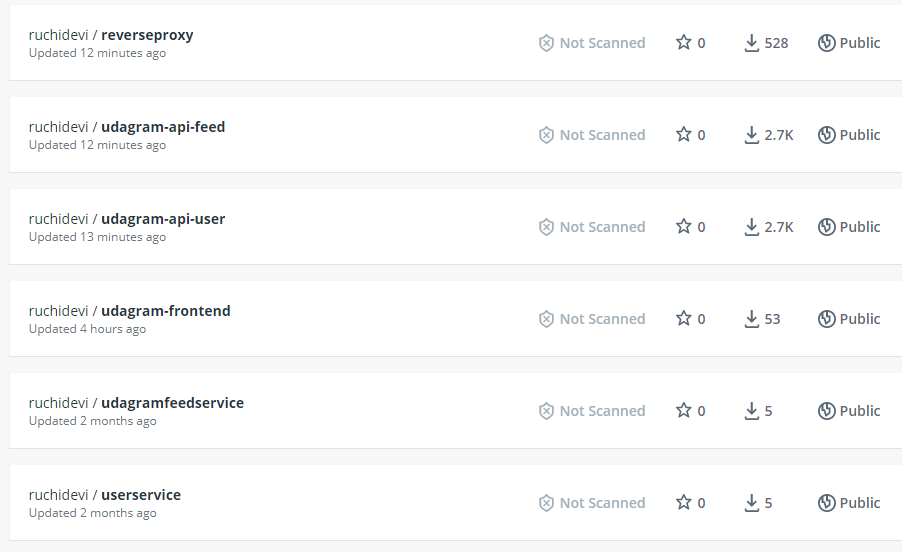 ruchidevi / reverseproxy
Updated 12 minutes ago
Not Scanned 0 528 Public
ruchidevi / udagram-api-feed
Updated 12 minutes ago
Not Scanned 0 2.7K Public
ruchidevi / udagram-api-user
Updated 13 minutes ago
Not Scanned 0 2.7K Public
ruchidevi / udagram-frontend
Updated 4 hours ago
Not Scanned 0 53 Public
ruchidevi / udagramfeedservice
Updated 2 months ago
Not Scanned 0 5 Public
ruchidevi / userservice
Updated 2 months ago
Not Scanned 0 5 Public